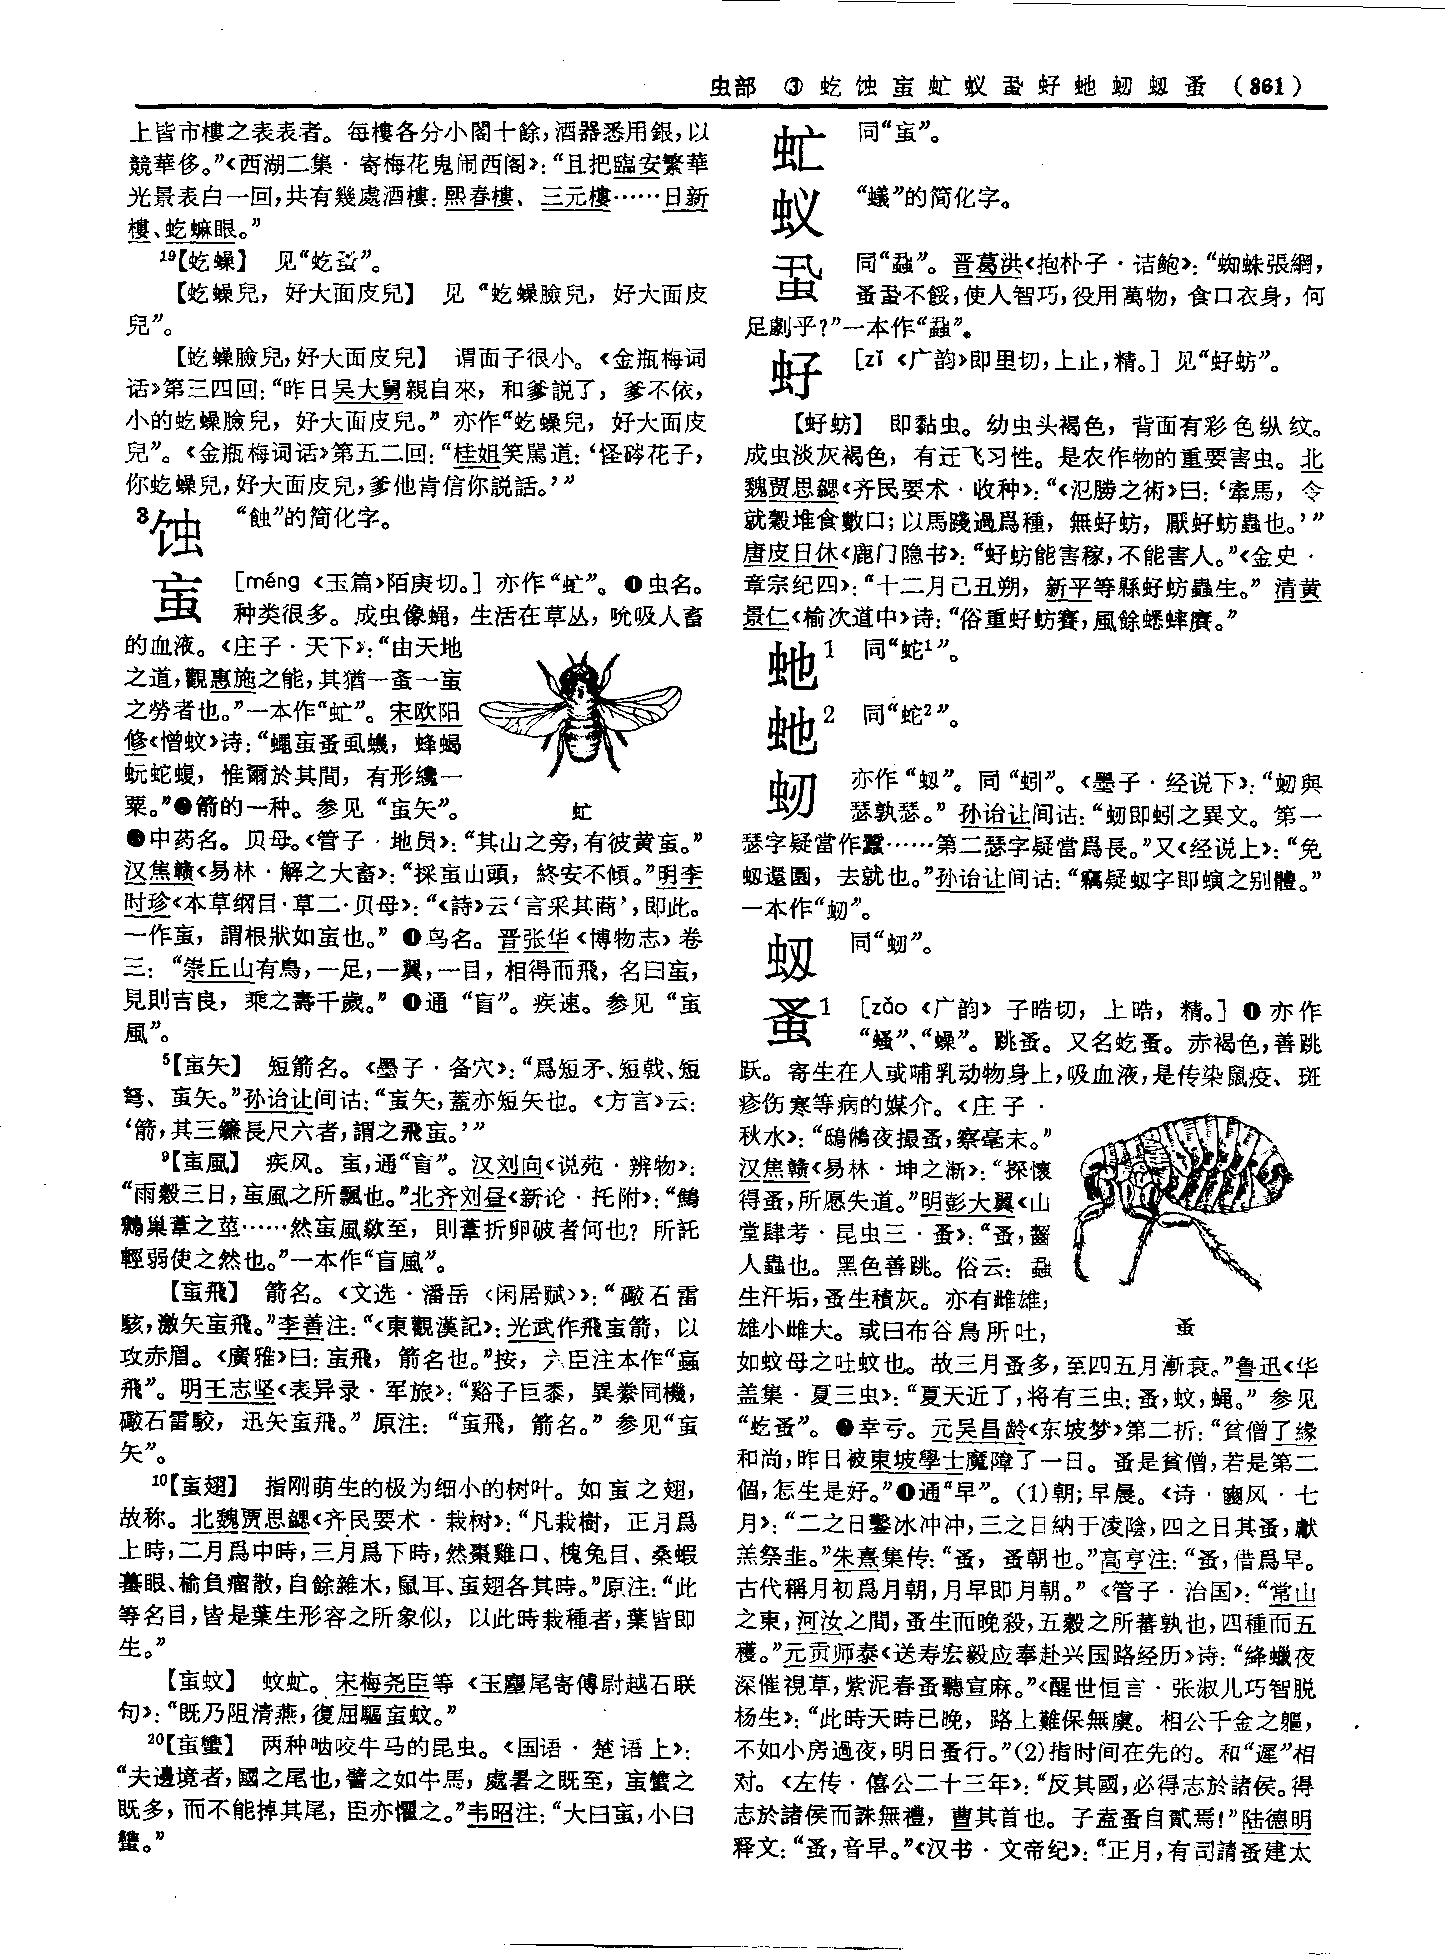 虫部 ③ 虼 蚀 䖟 虻 蚁 虿 虸 虵 虭 䖡 蚤 (861)
上皆市樓之表表者。每樓各分小閣十餘,酒器悉用銀,以
競華侈。”《西湖二集·寄梅花鬼闹西阁》:“且把臨安繁華
光景表白一回,共有幾處酒樓:熙春樓、三元樓……日新
樓、虼蟆眼。”
19【虼蟍】 见“虼蚤”。
【虼蟍兒,好大面皮兒】 见“虼蟍臉兒,好大面皮
兒”。
【虼蟍臉兒,好大面皮兒】 谓面子很小。《金瓶梅词
话》第三四回:“昨日吴大舅親自來,和爹説了,爹不依,
小的虼蟍臉兒,好大面皮兒。”亦作“虼蟍兒,好大面皮
兒”。《金瓶梅词话》第五二回:“桂姐笑駡道:‘怪硶花子,
你虼蟍兒,好大面皮兒,爹他肯信你説話。’”
3蚀 “蝕”的简化字。
䖟 [méng 《玉篇》陌庚切。] 亦作“虻”。❶虫名。
种类很多。成虫像蝇,生活在草丛,吮吸人畜
的血液。《庄子·天下》:“由天地
之道,觀惠施之能,其猶一蚤一䖟
之勞者也。”一本作“虻”。宋欧阳
修《憎蚊》诗:“蠅䖟蚤虱蟣,蜂蝎
蚖蛇蝮,惟爾於其間,有形纔一
粟。”❷箭的一种。参见“䖟矢”。
虻
❸中药名。贝母。《管子·地员》:“其山之旁,有彼黄䖟。”
汉焦赣《易林·解之大畜》:“採䖟山頭,終安不傾。”明李
时珍《本草纲目·草二·贝母》:“《詩》云‘言采其莔’,即此。
一作䖟,謂根狀如䖟也。”❹鸟名。晋张华《博物志》卷
三:“崇丘山有鳥,一足,一翼,一目,相得而飛,名曰䖟,
見則吉良,乘之壽千歲。”❺通“盲”。疾速。参见“䖟
風”。
5【䖟矢】 短箭名。《墨子·备穴》:“爲短矛、短戟、短
弩、䖟矢。”孙诒让间诂:“䖟矢,蓋亦短矢也。《方言》云:
‘箭,其三鐮長尺六者,謂之飛䖟。’”
9【䖟風】 疾风。䖟,通“盲”。汉刘向《说苑·辨物》:
“雨穀三日,䖟風之所飄也。”北齐刘昼《新论·托附》:“鷦
鷯巢葦之莖……然䖟風欻至,則葦折卵破者何也?所託
輕弱使之然也。”一本作“盲風”。
【䖟飛】 箭名。《文选·潘岳〈闲居赋〉》:“礮石雷
駭,激矢䖟飛。”李善注:“《東觀漢記》:光武作飛䖟箭,以
攻赤眉。《廣雅》曰:䖟飛,箭名也。”按,六臣注本作“蝱
飛”。明王志坚《表异录·军旅》:“谿子巨黍,異絭同機,
礮石雷駭,迅矢䖟飛。”原注:“䖟飛,箭名。”参见“䖟
矢”。
10【䖟翅】 指刚萌生的极为细小的树叶。如䖟之翅,
故称。北魏贾思勰《齐民要术·栽树》:“凡栽樹,正月爲
上時,二月爲中時,三月爲下時,然棗雞口、槐兔目、桑蝦
蟇眼、榆負瘤散,自餘雜木,鼠耳、䖟翅各其時。”原注:“此
等名目,皆是葉生形容之所象似,以此時栽種者,葉皆即
生。”
【䖟蚊】 蚊虻。宋梅尧臣等《玉麈尾寄傅尉越石联
句》:“既乃阻清燕,復屈驅䖟蚊。”
20【䖟䘆】 两种啮咬牛马的昆虫。《国语·楚语上》:
“夫邊境者,國之尾也,譬之如牛馬,處暑之既至,䖟䘆之
既多,而不能掉其尾,臣亦懼之。”韦昭注:“大曰䖟,小曰
䘆。”
虻 同“䖟”。
蚁 “蟻”的简化字。
虿 同“蝨”。晋葛洪《抱朴子·诘鲍》:“蜘蛛張網,
蚤虿不餒,使人智巧,役用萬物,食口衣身,何
足劇乎?”一本作“蝨”。
虸 [zǐ 《广韵》即里切,上止,精。] 见“虸蚄”。
【虸蚄】 即黏虫。幼虫头褐色,背面有彩色纵纹。
成虫淡灰褐色,有迁飞习性。是农作物的重要害虫。北
魏贾思勰《齐民要术·收种》:“《氾勝之術》曰:‘牽馬,令
就穀堆食數口;以馬踐過爲種,無虸蚄,厭虸蚄蟲也。’”
唐皮日休《鹿门隐书》:“虸蚄能害稼,不能害人。”《金史·
章宗纪四》:“十二月己丑朔,新平等縣虸蚄蟲生。”清黄
景仁《榆次道中》诗:“俗重虸蚄賽,風餘蟋蟀賡。”
虵1 同“蛇1”。
虵2 同“蛇2”。
虭 亦作“䖡”。同“蚓”。《墨子·经说下》:“虭與
瑟孰瑟。”孙诒让间诂:“虭即蚓之異文。第一
瑟字疑當作蠶……第二瑟字疑當爲長。”又《经说上》:“免
䖡還園,去就也。”孙诒让间诂:“竊疑䖡字即螾之别體。”
一本作“虭”。
䖡 同“虭”。
蚤1 [zǎo 《广韵》子晧切,上晧,精。] ❶亦作
“螦”、“蟍”。跳蚤。又名虼蚤。赤褐色,善跳
跃。寄生在人或哺乳动物身上,吸血液,是传染鼠疫、斑
疹伤寒等病的媒介。《庄子·
秋水》:“鴟鵂夜撮蚤,察毫末。”
汉焦赣《易林·坤之渐》:“探懷
得蚤,所愿失道。”明彭大翼《山
堂肆考·昆虫三·蚤》:“蚤,齧
人蟲也。黑色善跳。俗云:蝨
生汗垢,蚤生積灰。亦有雌雄,
雄小雌大。或曰布谷鳥所吐,
蚤
如蚊母之吐蚊也。故三月蚤多,至四五月漸衰。”鲁迅《华
盖集·夏三虫》:“夏天近了,将有三虫:蚤,蚊,蝇。”参见
“虼蚤”。❷幸亏。元吴昌龄《东坡梦》第二折:“貧僧了緣
和尚,昨日被東坡學士魔障了一日。蚤是貧僧,若是第二
個,怎生是好。”❸通“早”。(1)朝;早晨。《诗·豳风·七
月》:“二之日鑿冰冲冲,三之日納于凌陰,四之日其蚤,獻
羔祭韭。”朱熹集传:“蚤,蚤朝也。”高亨注:“蚤,借爲早。
古代稱月初爲月朝,月早即月朝。”《管子·治国》:“常山
之東,河汝之間,蚤生而晚殺,五穀之所蕃孰也,四種而五
穫。”元贡师泰《送寿宏毅应奉赴兴国路经历》诗:“絳蠟夜
深催視草,紫泥春蚤聽宣麻。”《醒世恒言·张淑儿巧智脱
杨生》:“此時天時已晚,路上難保無虞。相公千金之軀,
不如小房過夜,明日蚤行。”(2)指时间在先的。和“遲”相
对。《左传·僖公二十三年》:“反其國,必得志於諸侯。得
志於諸侯而誅無禮,曹其首也。子盍蚤自貳焉!”陆德明
释文:“蚤,音早。”《汉书·文帝纪》:“正月,有司請蚤建太